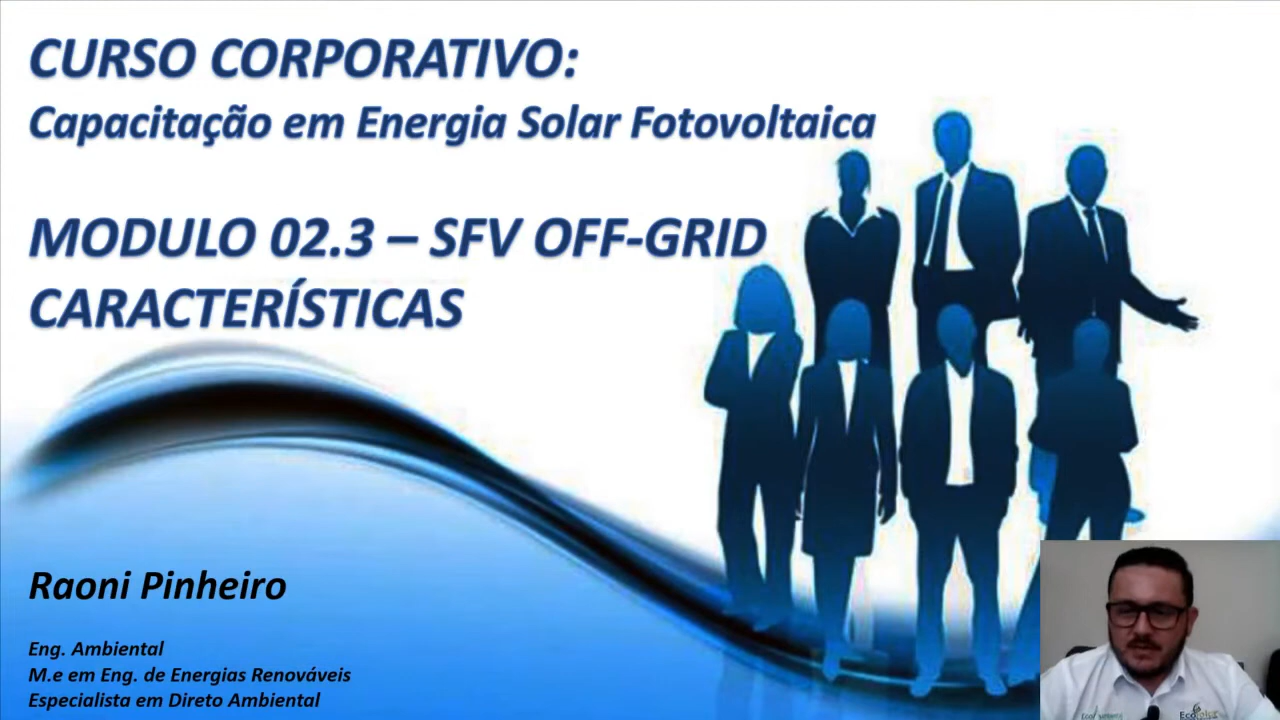 CURSO CORPORATIVO:
Capacitação em Energia Solar Fotovoltaica
MODULO 02.3 – SFV OFF-GRID
CARACTERÍSTICAS
Raoni Pinheiro
Eng. Ambiental
M.e em Eng. de Energias Renováveis
Especialista em Direto Ambiental